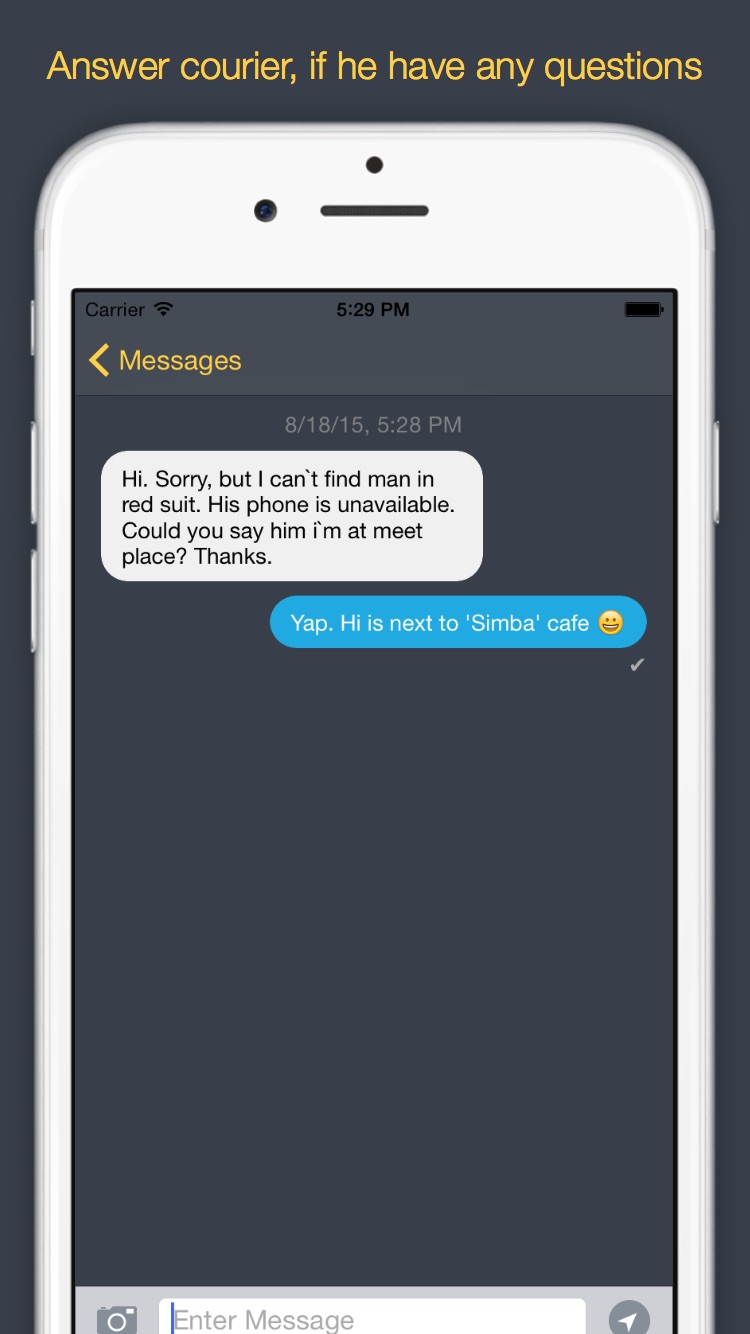 Answer courier, if he have any questions
Carrier 5:29 PM
Messages
8/18/15, 5:28 PM
Hi. Sorry, but I can`t find man in
red suit. His phone is unavailable.
Could you say him i`m at meet
place? Thanks.
Yap. Hi is next to 'Simba' cafe 😀
✔
Enter Message